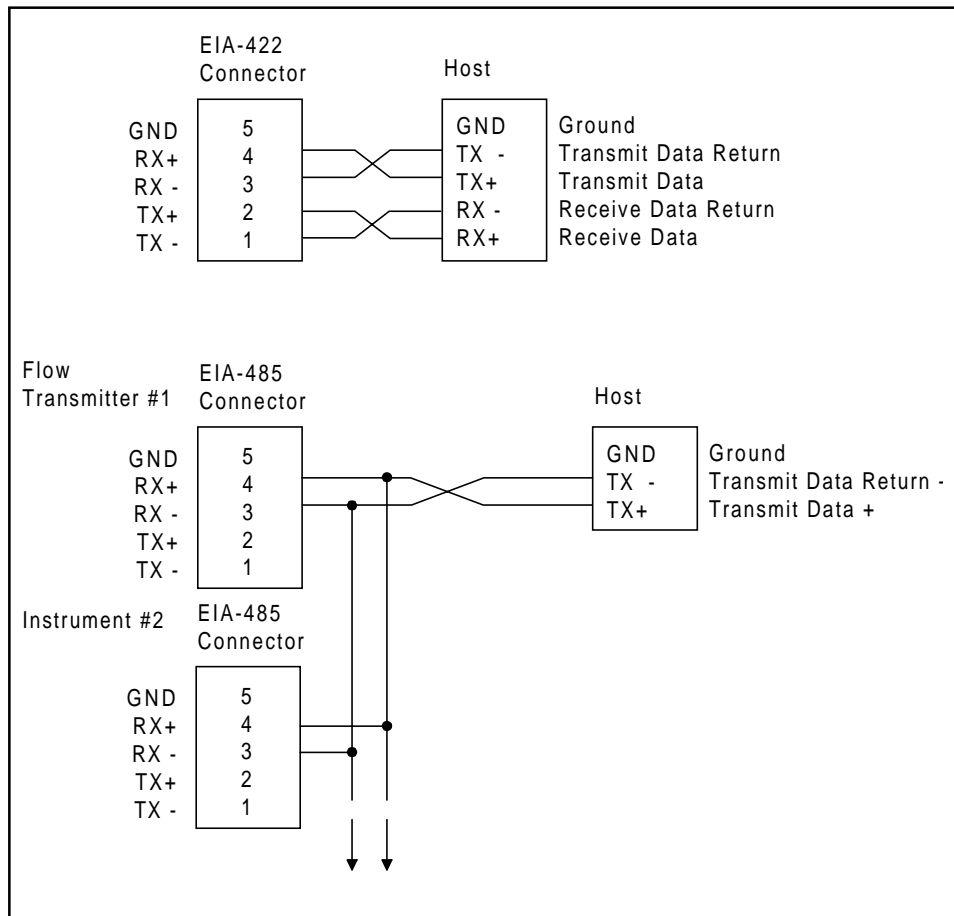 EIA-422
Connector
Host
GND 5 GND Ground
RX+ 4 TX - Transmit Data Return
RX - 3 TX+ Transmit Data
TX+ 2 RX - Receive Data Return
TX - 1 RX+ Receive Data
Flow
Transmitter #1
EIA-485
Connector
Host
GND 5 GND Ground
RX+ 4 TX - Transmit Data Return -
RX - 3 TX+ Transmit Data +
TX+ 2
TX - 1
Instrument #2
EIA-485
Connector
GND 5
RX+ 4
RX - 3
TX+ 2
TX - 1